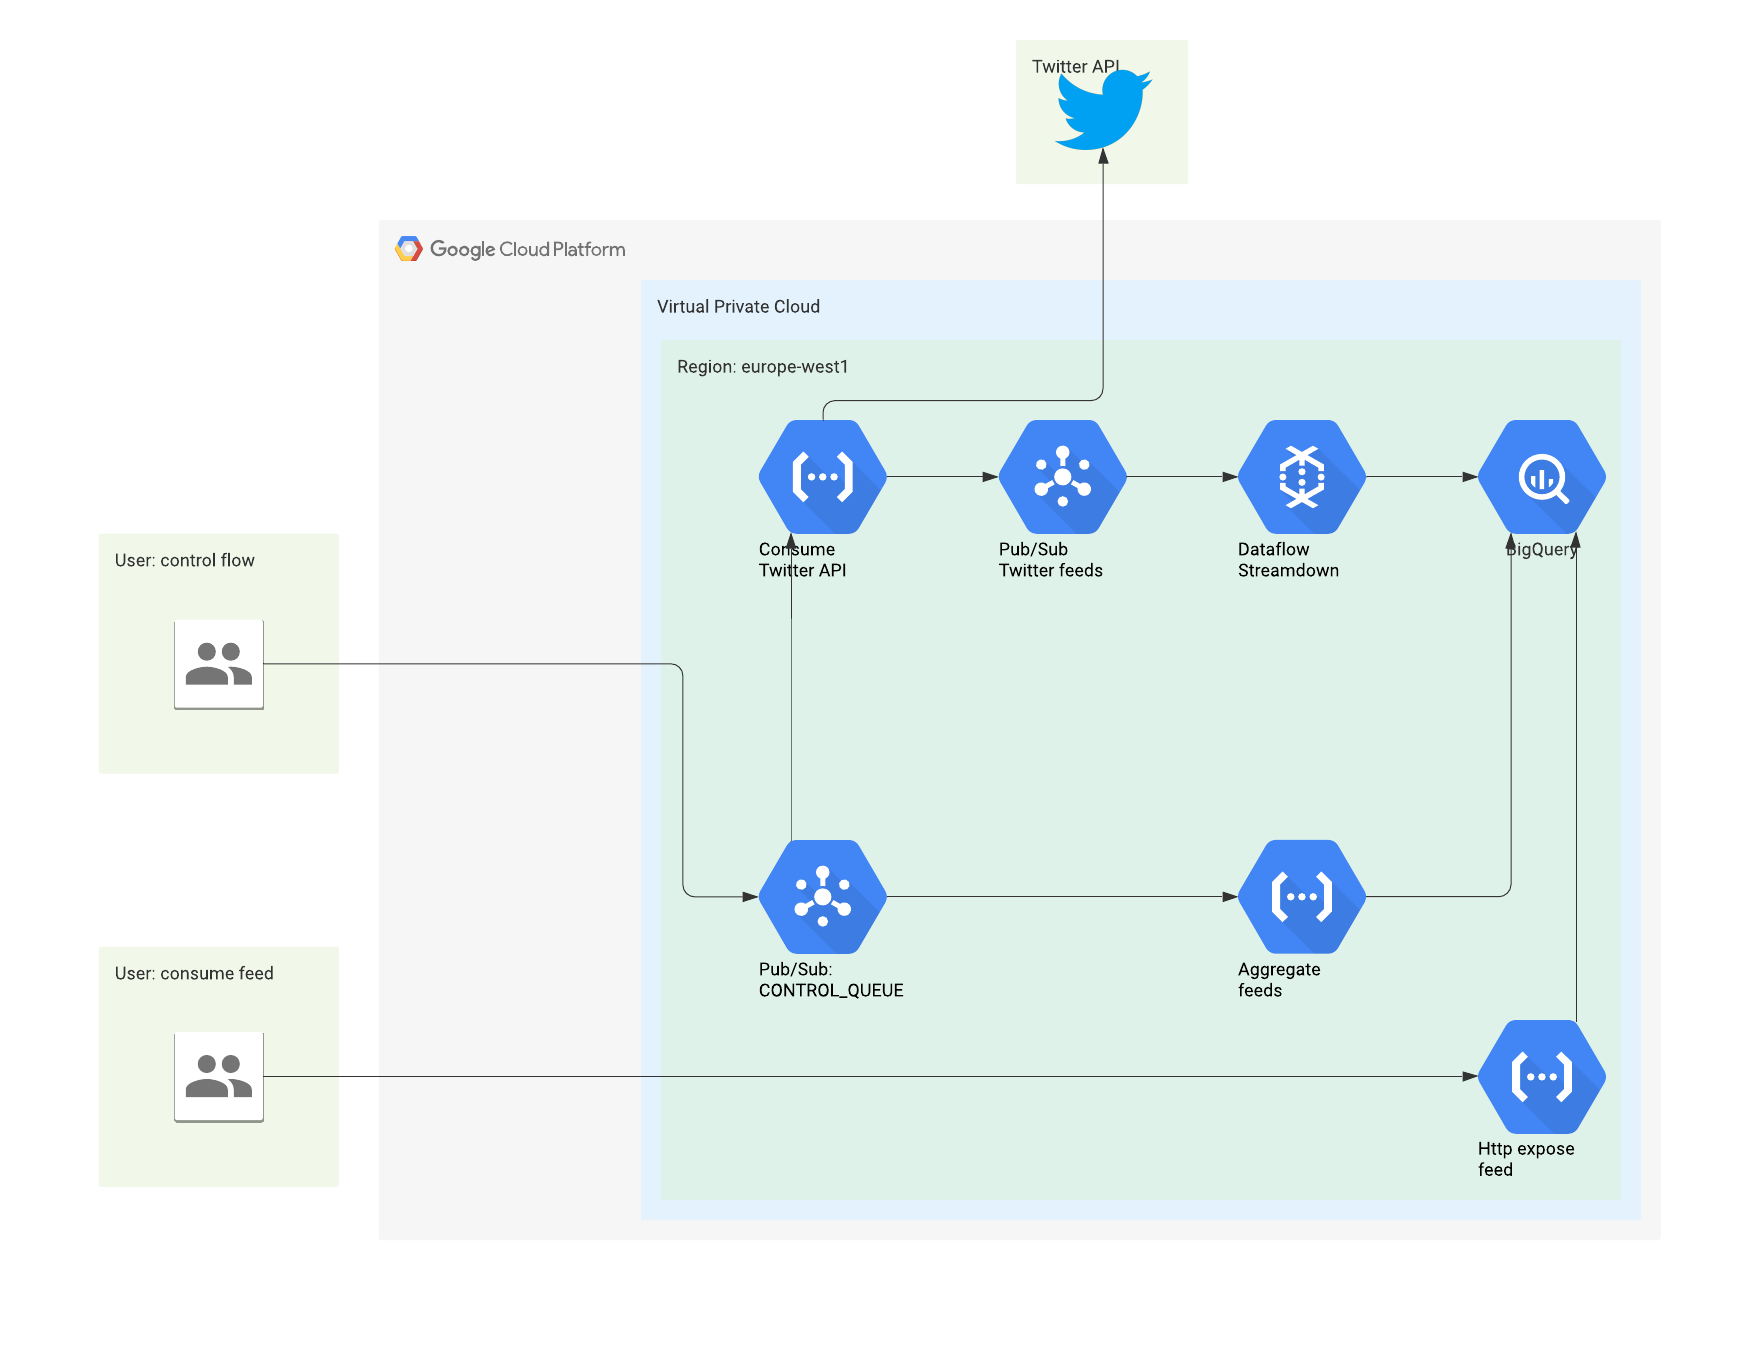 Twitter API
Google Cloud Platform
Virtual Private Cloud
Region: europe-west1
Consume
Twitter API
Pub/Sub
Twitter feeds
Dataflow
Streamdown
BigQuery
User: control flow
Pub/Sub:
CONTROL_QUEUE
Aggregate
feeds
User: consume feed
Http expose
feed